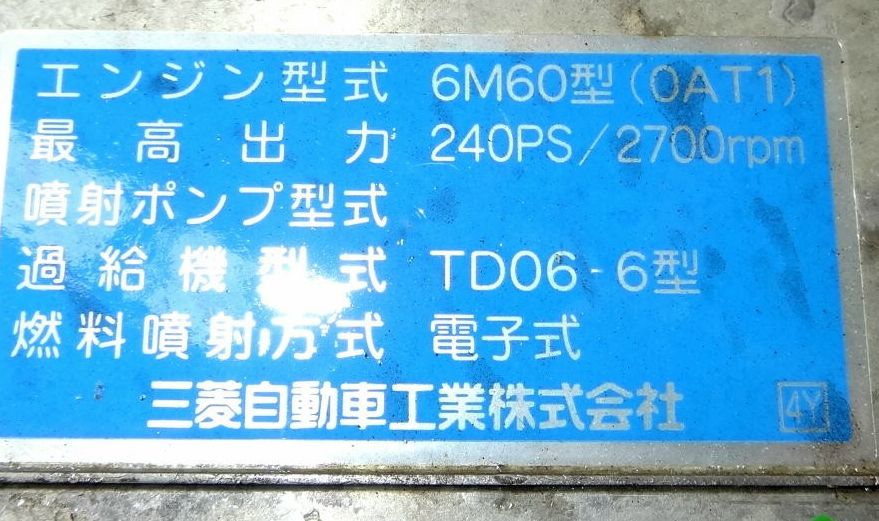 エンジン型式 6M60型(0AT1)
最高出力 240PS/2700rpm
噴射ポンプ型式
過給機型式 TD06-6型
燃料噴射方式 電子式
三菱自動車工業株式会社 4Y